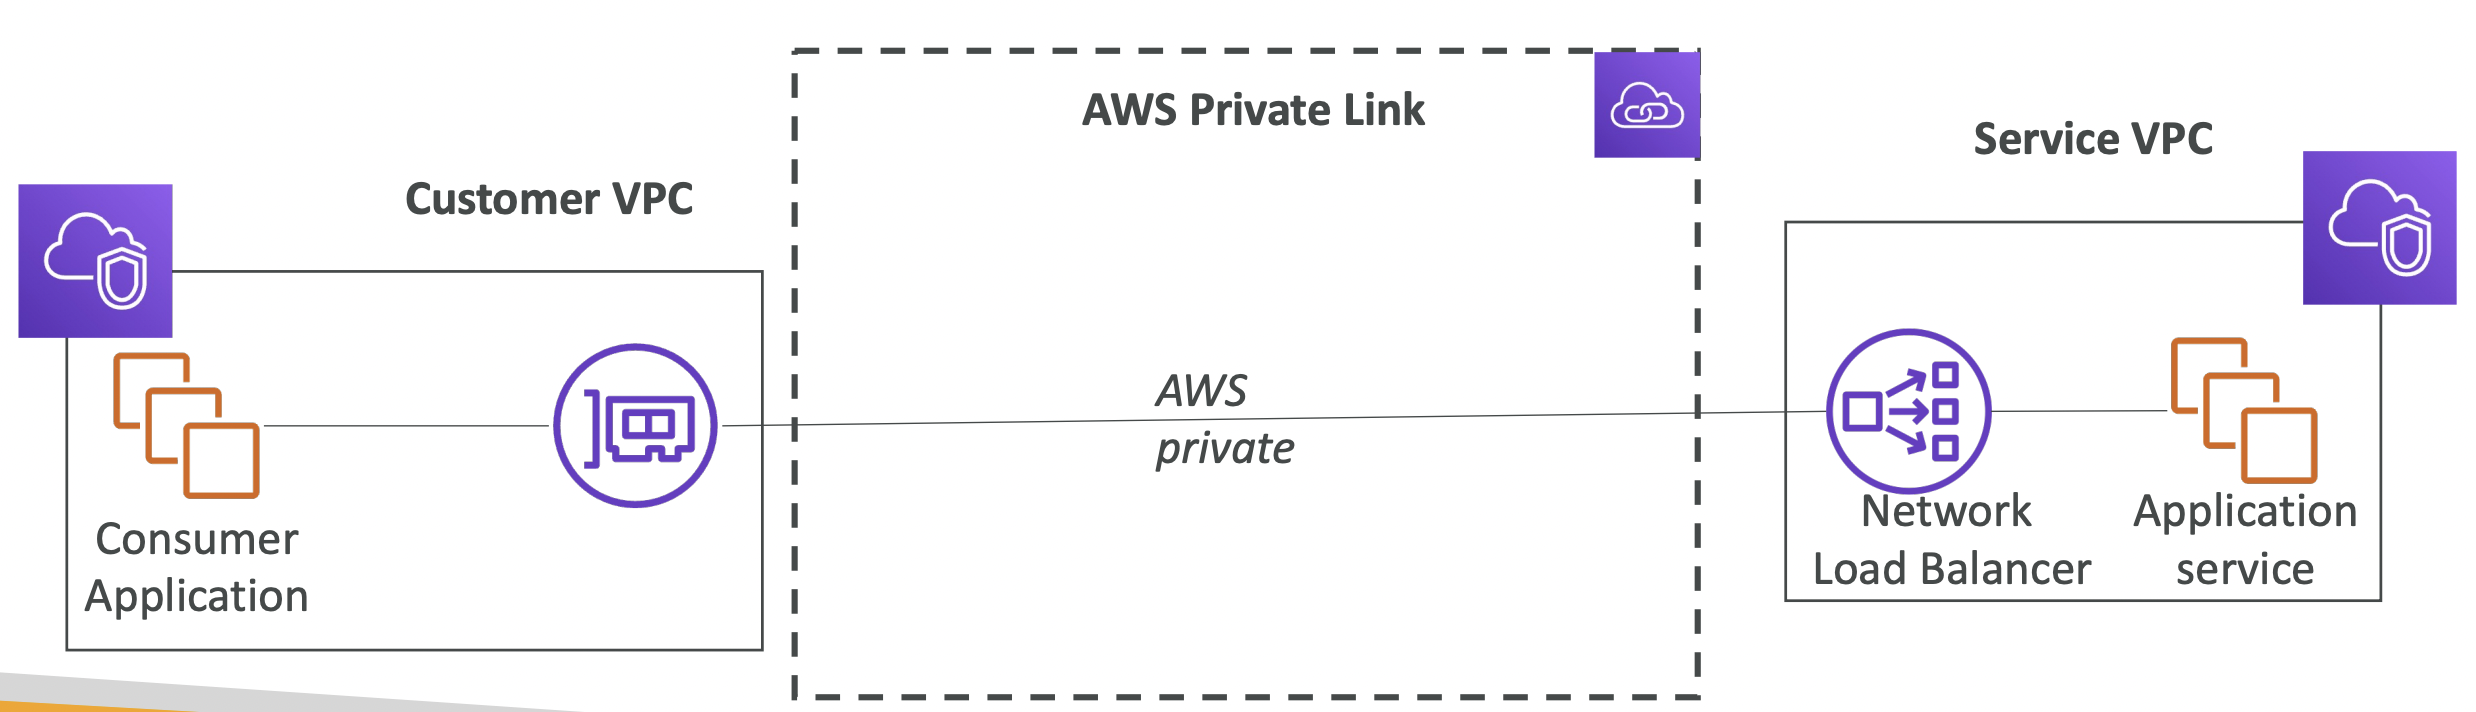 AWS Private Link
Service VPC
Customer VPC
AWS
private
Consumer
Application
Network
Load Balancer
Application
service